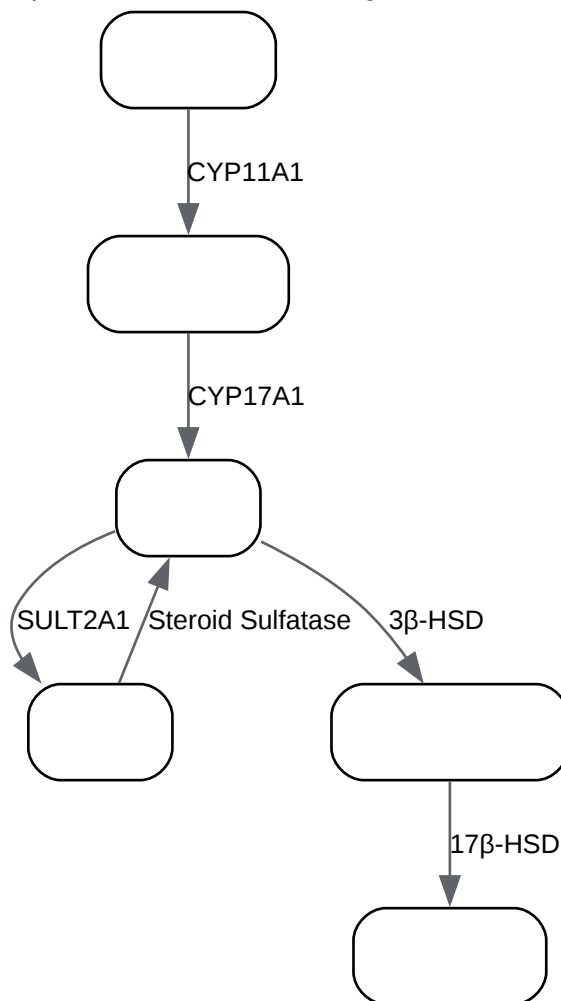 CYP11A1
CYP17A1
SULT2A1
Steroid Sulfatase
3β-HSD
17β-HSD